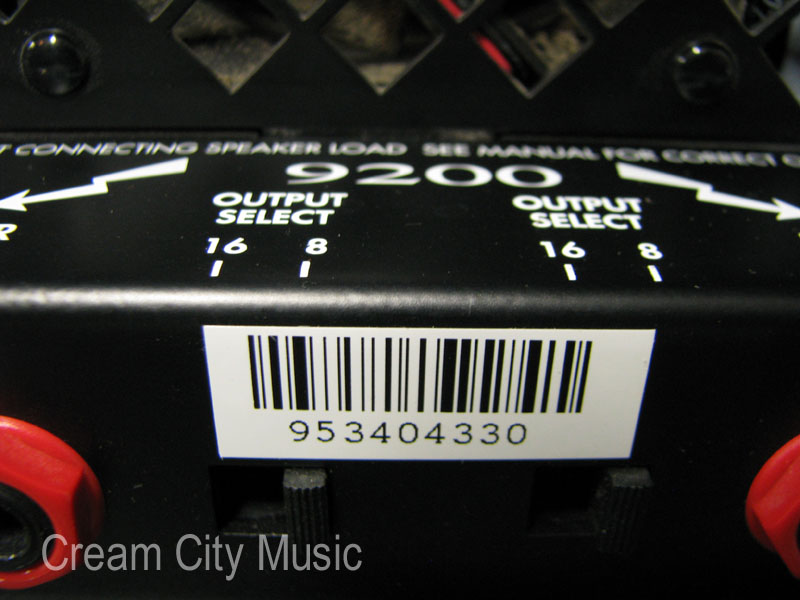 CONNECTING SPEAKER LOAD SEE MANUAL FOR CORRECT
9200
OUTPUT SELECT
16 8
OUTPUT SELECT
16 8
R
953404330
Cream City Music